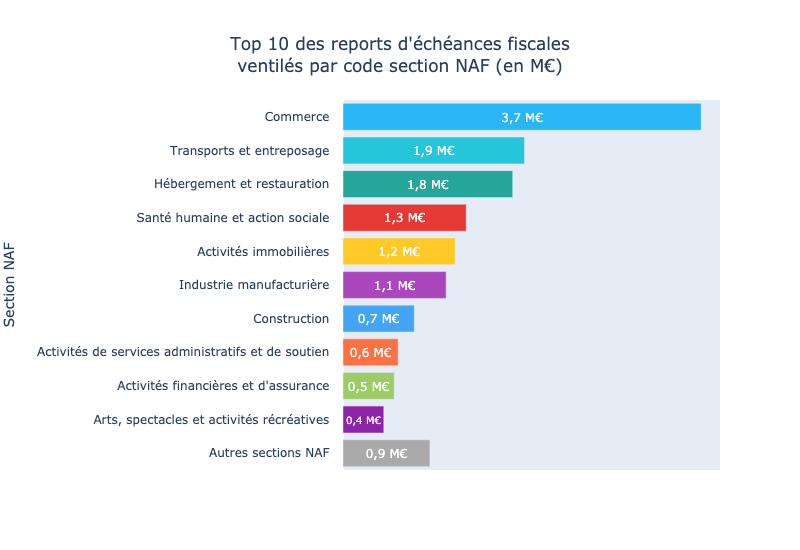 Top 10 des reports d'échéances fiscales
ventilés par code section NAF (en M€)
Section NAF
Commerce 3,7 M€
Transports et entreposage 1,9 M€
Hébergement et restauration 1,8 M€
Santé humaine et action sociale 1,3 M€
Activités immobilières 1,2 M€
Industrie manufacturière 1,1 M€
Construction 0,7 M€
Activités de services administratifs et de soutien 0,6 M€
Activités financières et d'assurance 0,5 M€
Arts, spectacles et activités récréatives 0,4 M€
Autres sections NAF 0,9 M€